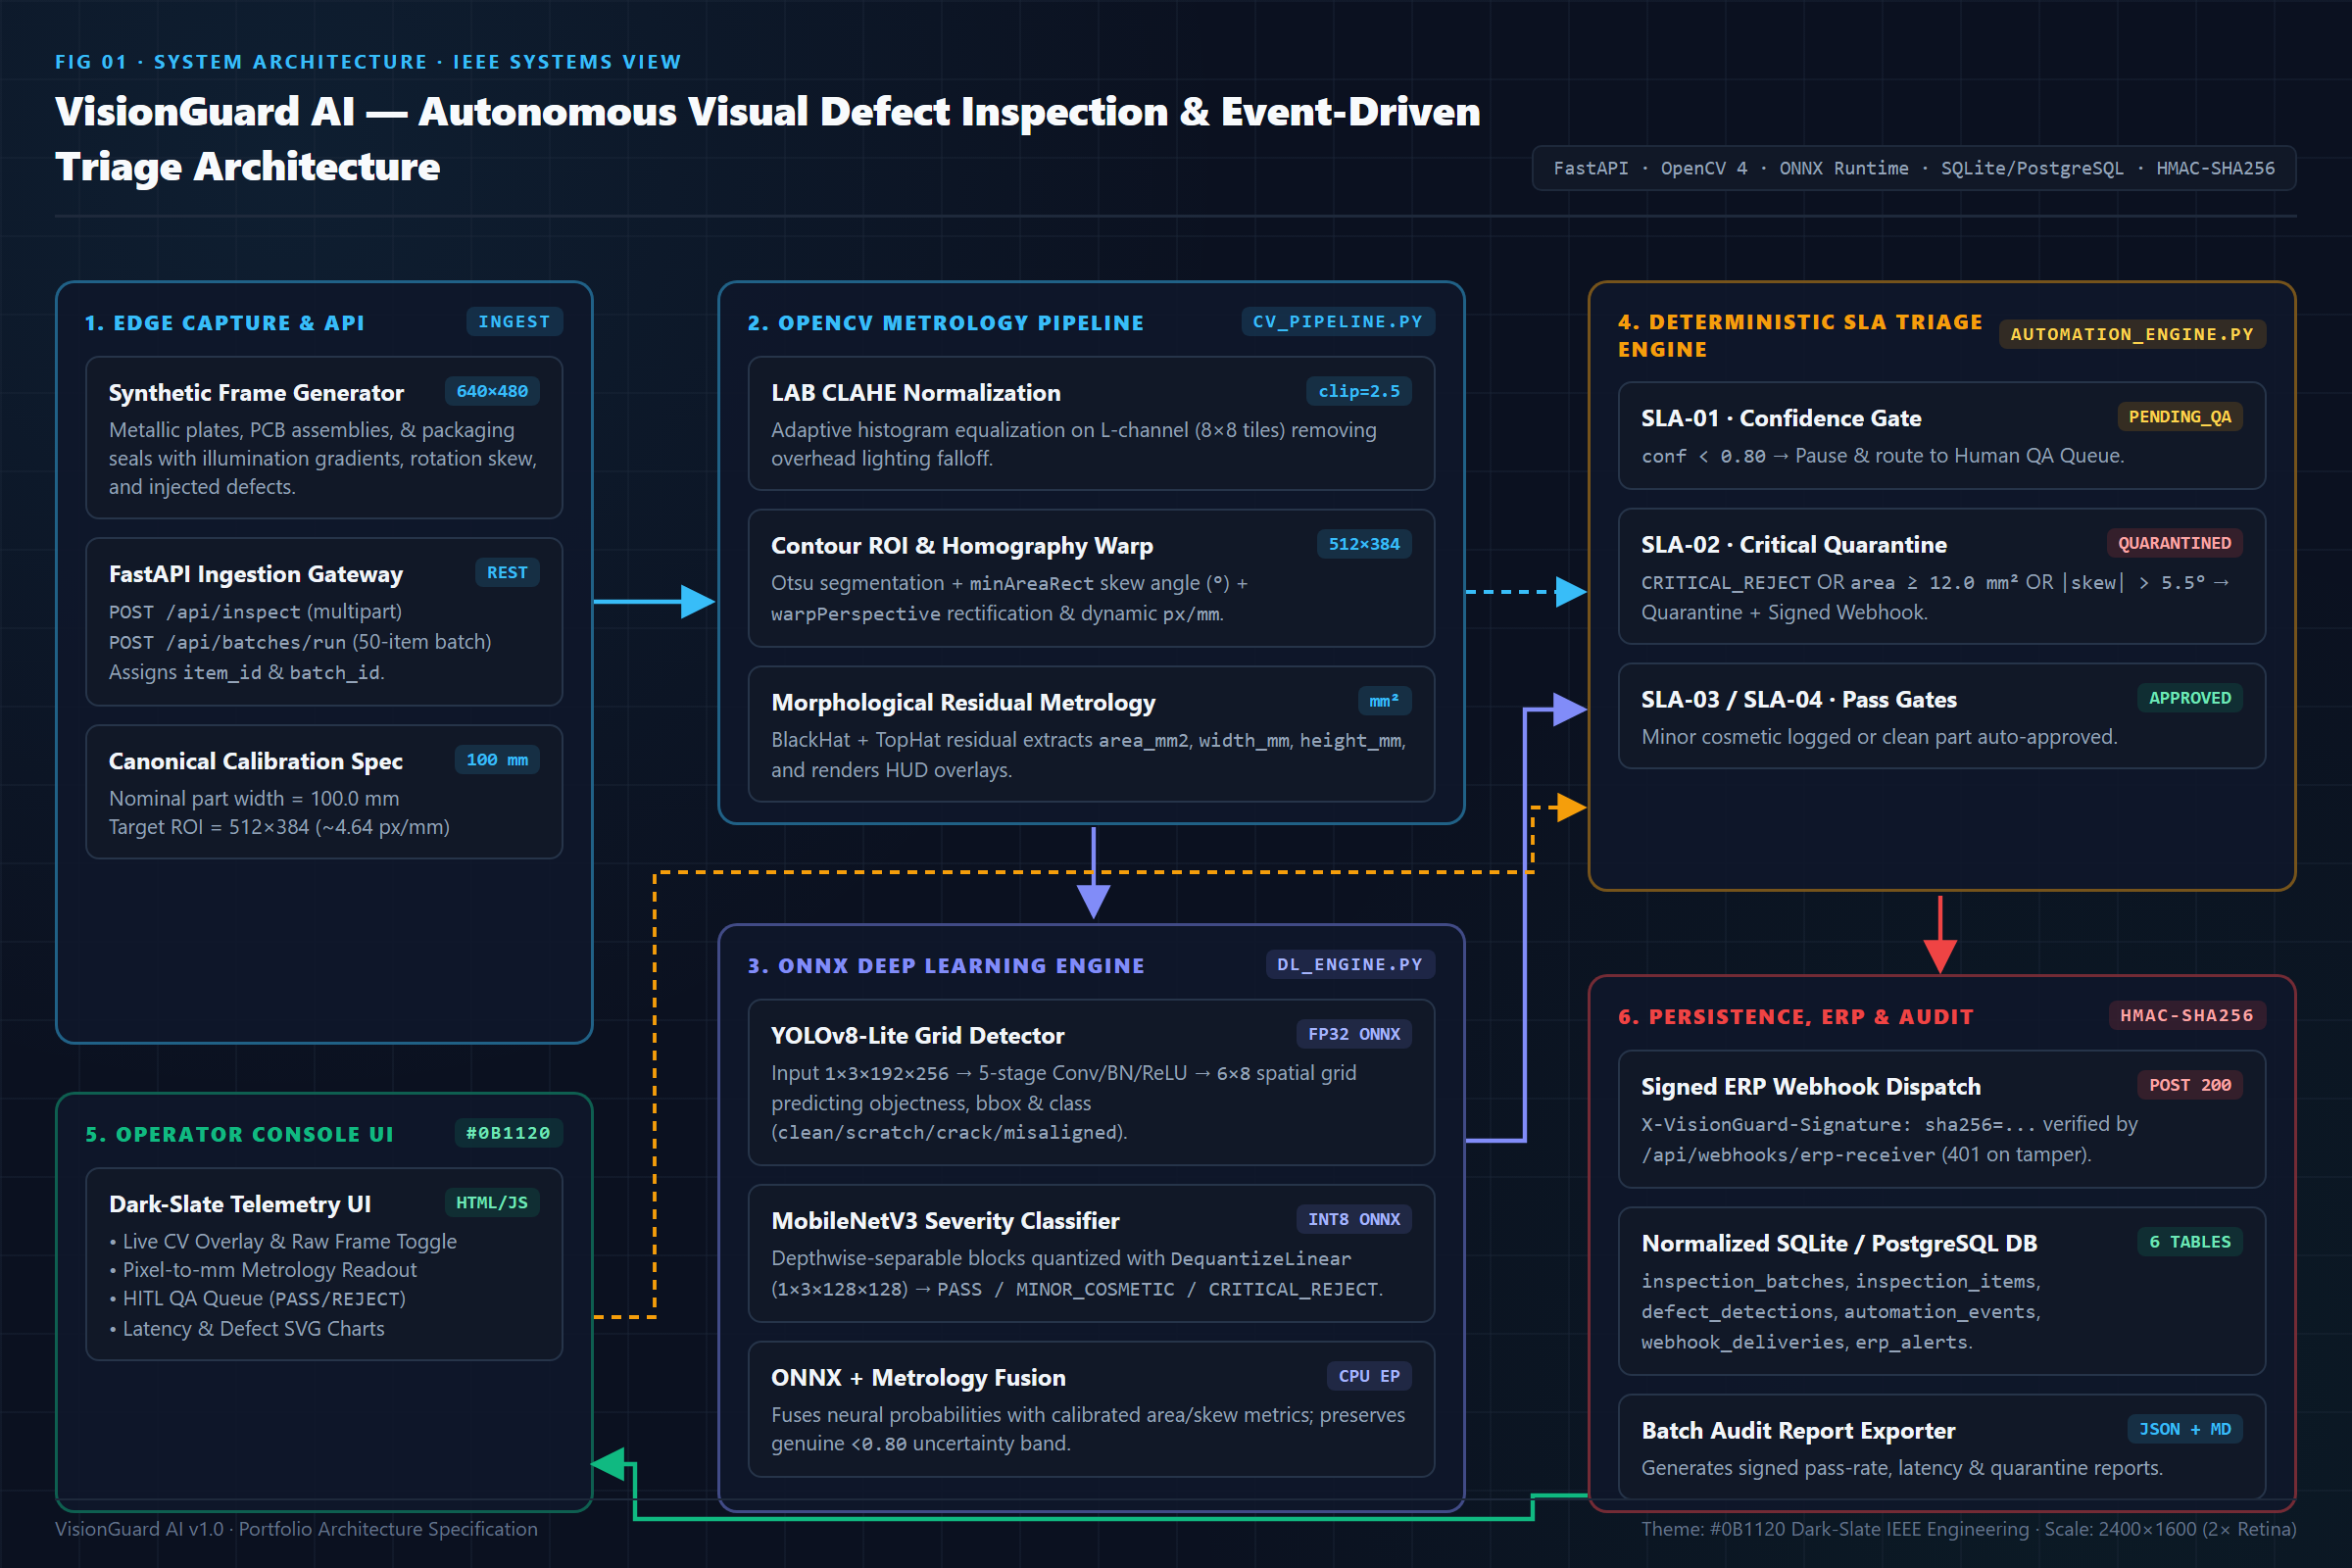 FIG 01 · SYSTEM ARCHITECTURE · IEEE SYSTEMS VIEW
VisionGuard AI — Autonomous Visual Defect Inspection & Event-Driven
Triage Architecture
FastAPI · OpenCV 4 · ONNX Runtime · SQLite/PostgreSQL · HMAC-SHA256
1. EDGE CAPTURE & API
INGEST
Synthetic Frame Generator
640×480
Metallic plates, PCB assemblies, & packaging
seals with illumination gradients, rotation skew,
and injected defects.
FastAPI Ingestion Gateway
REST
POST /api/inspect (multipart)
POST /api/batches/run (50-item batch)
Assigns item_id & batch_id.
Canonical Calibration Spec
100 mm
Nominal part width = 100.0 mm
Target ROI = 512×384 (~4.64 px/mm)
2. OPENCV METROLOGY PIPELINE
CV_PIPELINE.PY
LAB CLAHE Normalization
clip=2.5
Adaptive histogram equalization on L-channel (8×8 tiles) removing
overhead lighting falloff.
Contour ROI & Homography Warp
512×384
Otsu segmentation + minAreaRect skew angle (°) +
warpPerspective rectification & dynamic px/mm.
Morphological Residual Metrology
mm²
BlackHat + TopHat residual extracts area_mm2, width_mm, height_mm,
and renders HUD overlays.
3. ONNX DEEP LEARNING ENGINE
DL_ENGINE.PY
YOLOv8-Lite Grid Detector
FP32 ONNX
Input 1×3×192×256 → 5-stage Conv/BN/ReLU → 6×8 spatial grid
predicting objectness, bbox & class
(clean/scratch/crack/misaligned).
MobileNetV3 Severity Classifier
INT8 ONNX
Depthwise-separable blocks quantized with DequantizeLinear
(1×3×128×128) → PASS / MINOR_COSMETIC / CRITICAL_REJECT.
ONNX + Metrology Fusion
CPU EP
Fuses neural probabilities with calibrated area/skew metrics; preserves
genuine <0.80 uncertainty band.
4. DETERMINISTIC SLA TRIAGE
ENGINE
AUTOMATION_ENGINE.PY
SLA-01 · Confidence Gate
PENDING_QA
conf < 0.80 → Pause & route to Human QA Queue.
SLA-02 · Critical Quarantine
QUARANTINED
CRITICAL_REJECT OR area ≥ 12.0 mm² OR |skew| > 5.5° →
Quarantine + Signed Webhook.
SLA-03 / SLA-04 · Pass Gates
APPROVED
Minor cosmetic logged or clean part auto-approved.
5. OPERATOR CONSOLE UI
#0B1120
Dark-Slate Telemetry UI
HTML/JS
• Live CV Overlay & Raw Frame Toggle
• Pixel-to-mm Metrology Readout
• HITL QA Queue (PASS/REJECT)
• Latency & Defect SVG Charts
6. PERSISTENCE, ERP & AUDIT
HMAC-SHA256
Signed ERP Webhook Dispatch
POST 200
X-VisionGuard-Signature: sha256=... verified by
/api/webhooks/erp-receiver (401 on tamper).
Normalized SQLite / PostgreSQL DB
6 TABLES
inspection_batches, inspection_items,
defect_detections, automation_events,
webhook_deliveries, erp_alerts.
Batch Audit Report Exporter
JSON + MD
Generates signed pass-rate, latency & quarantine reports.
VisionGuard AI v1.0 · Portfolio Architecture Specification
Theme: #0B1120 Dark-Slate IEEE Engineering · Scale: 2400×1600 (2× Retina)